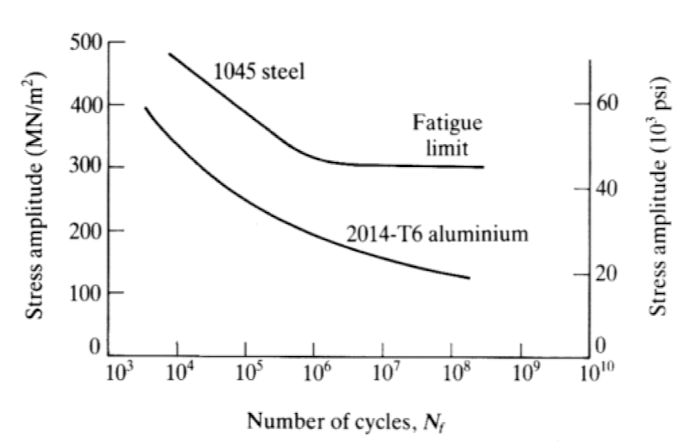 Stress amplitude (MN/m²)
500
400
300
200
100
0
1045 steel
Fatigue
limit
2014-T6 aluminium
60
40
20
0
Stress amplitude (10³ psi)
10³ 10⁴ 10⁵ 10⁶ 10⁷ 10⁸ 10⁹ 10¹⁰
Number of cycles, Nf